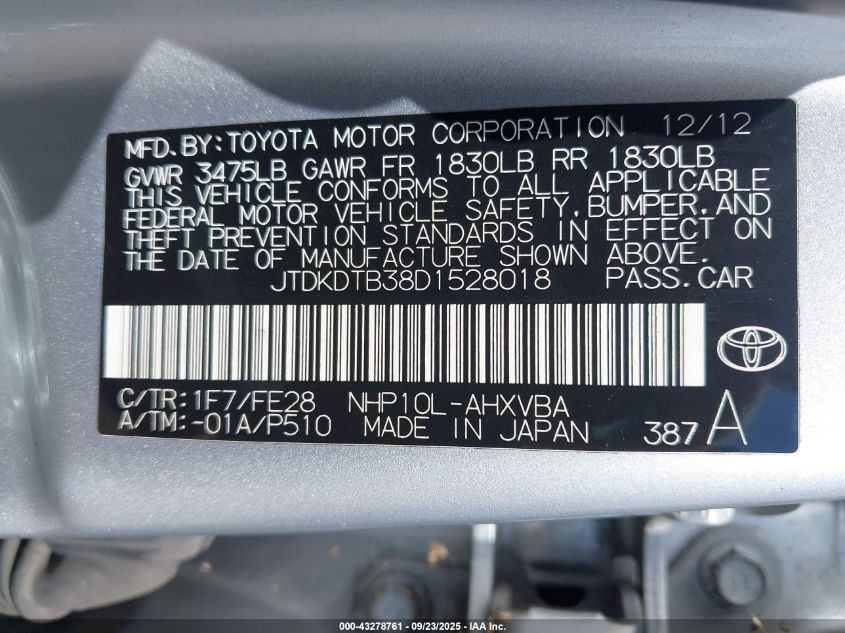 MFD.BY:TOYOTA MOTOR CORPORATION 12/12
GVWR 3475LB GAWR FR 1830LB RR 1830LB
THIS VEHICLE CONFORMS TO ALL APPLICABLE
FEDERAL MOTOR VEHICLE SAFETY,BUMPER,AND
THEFT PREVENTION STANDARDS IN EFFECT ON
THE DATE OF MANUFACTURE SHOWN ABOVE.
JTDKDTB38D1528018 PASS.CAR
C/TR:1F7/FE28 NHP10L-AHXVBA
A/TM:-01A/P510 MADE IN JAPAN 387A
000-43278761 - 09/23/2025 - IAA Inc.